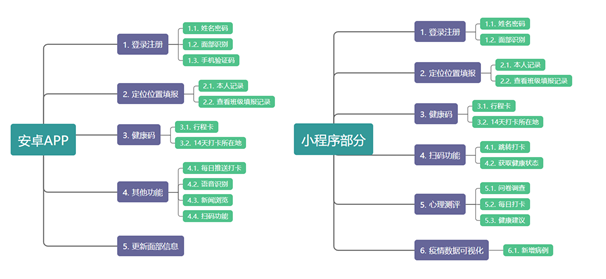 安卓APP
1. 登录注册
1.1. 姓名密码
1.2. 面部识别
1.3. 手机验证码
2. 定位位置填报
2.1. 本人记录
2.2. 查看班级填报记录
3. 健康码
3.1. 行程卡
3.2. 14天打卡所在地
4. 其他功能
4.1. 每日推送打卡
4.2. 语音识别
4.3. 新闻浏览
4.4. 扫码功能
5. 更新面部信息
小程序部分
1. 登录注册
1.1. 姓名密码
1.2. 面部识别
2. 定位位置填报
2.1. 本人记录
2.2. 查看班级填报记录
3. 健康码
3.1. 行程卡
3.2. 14天打卡所在地
4. 扫码功能
4.1. 跳转打卡
4.2. 获取健康状态
5. 心理测评
5.1. 问卷调查
5.2. 每日打卡
5.3. 健康建议
6. 疫情数据可视化
6.1. 新增病例